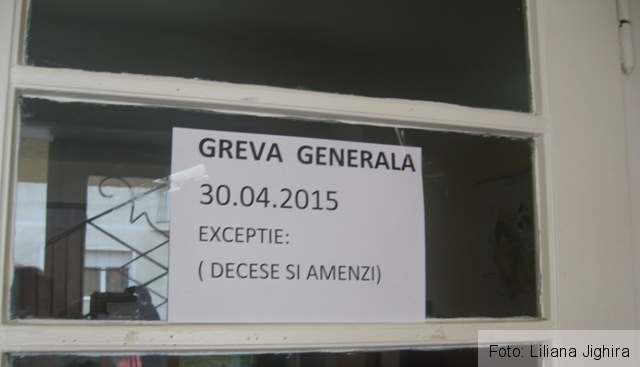 GREVA GENERALA
30.04.2015
EXCEPTIE:
( DECESE SI AMENZI)
Foto: Liliana Jighira